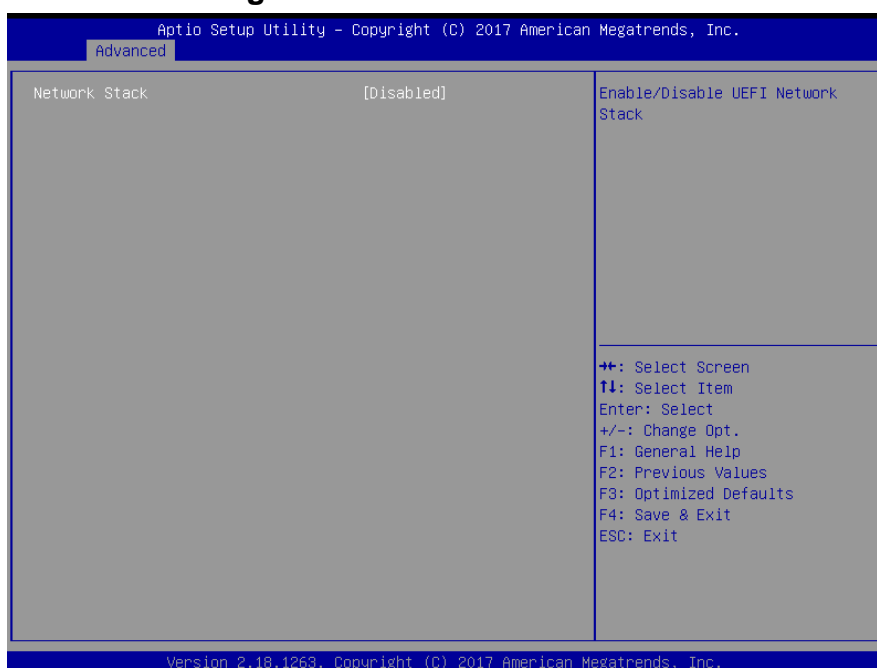 Aptio Setup Utility – Copyright (C) 2017 American Megatrends, Inc.
Advanced
Network Stack [Disabled]
Enable/Disable UEFI Network
Stack
→←: Select Screen
↑↓: Select Item
Enter: Select
+/-: Change Opt.
F1: General Help
F2: Previous Values
F3: Optimized Defaults
F4: Save & Exit
ESC: Exit
Version 2.18.1263. Copyright (C) 2017 American Megatrends, Inc.